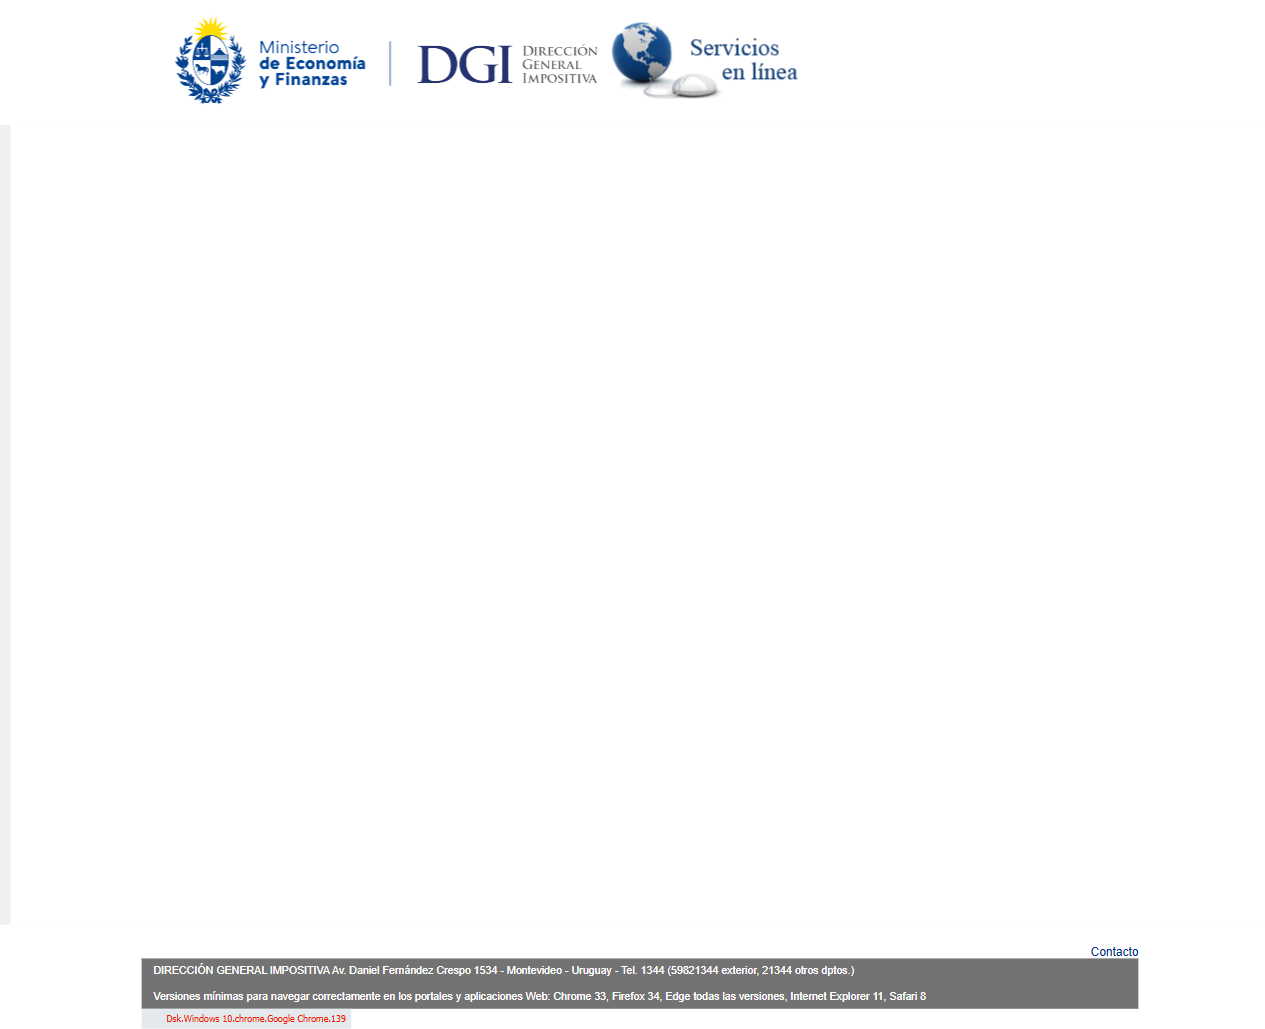 Ministerio
de Economía
y Finanzas
DGI
DIRECCIÓN
GENERAL
IMPOSITIVA
Servicios
en línea
Contacto
DIRECCIÓN GENERAL IMPOSITIVA Av. Daniel Fernández Crespo 1534 - Montevideo - Uruguay - Tel. 1344 (59821344 exterior, 21344 otros dptos.)
Versiones mínimas para navegar correctamente en los portales y aplicaciones Web: Chrome 33, Firefox 34, Edge todas las versiones, Internet Explorer 11, Safari 8
Dsk.Windows 10.chrome.Google Chrome.139